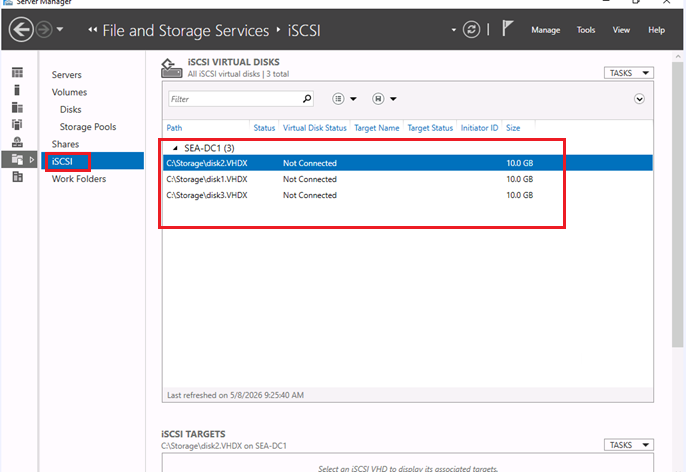 Server Manager
File and Storage Services • iSCSI
Manage Tools View Help
Servers
Volumes
Disks
Storage Pools
Shares
iSCSI
Work Folders
iSCSI VIRTUAL DISKS
All iSCSI virtual disks | 3 total
TASKS
Filter
Path Status Virtual Disk Status Target Name Target Status Initiator ID Size
SEA-DC1 (3)
C:\Storage\disk2.VHDX Not Connected 10.0 GB
C:\Storage\disk1.VHDX Not Connected 10.0 GB
C:\Storage\disk3.VHDX Not Connected 10.0 GB
Last refreshed on 5/8/2026 9:25:40 AM
iSCSI TARGETS
C:\Storage\disk2.VHDX on SEA-DC1
TASKS
Select an iSCSI VHD to display its associated targets.